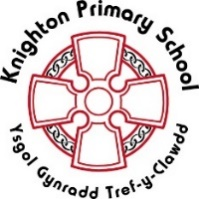 Knighton Primary School
Ysgol Gynradd Tref-y-Clawdd